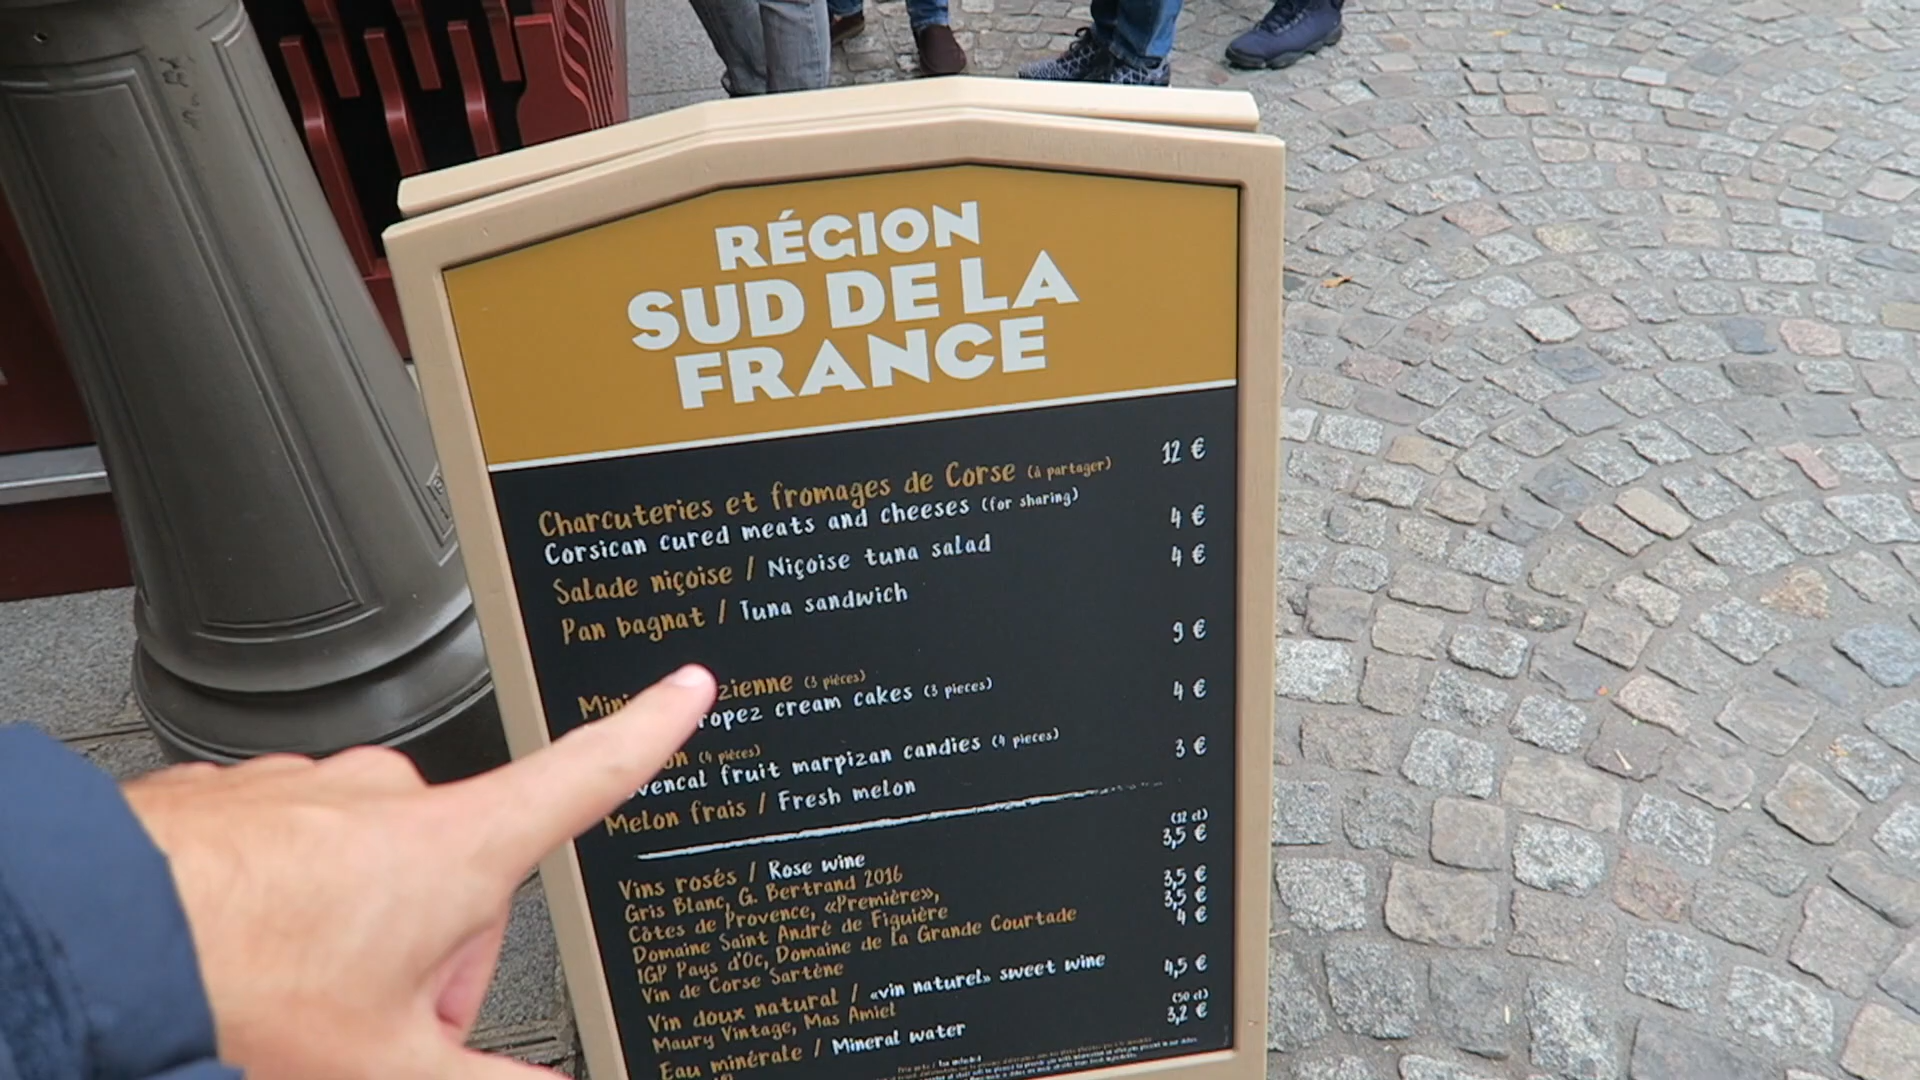 RÉGION
SUD DE LA
FRANCE
Charcuteries et fromages de Corse (à partager) 12 €
Corsican cured meats and cheeses (for sharing)
Salade niçoise / Niçoise tuna salad 4 €
Pan bagnat / Tuna sandwich 4 €
Mini zienne (3 pièces) 9 €
ropez cream cakes (3 pieces)
on (4 pièces) 4 €
vencal fruit marpizan candies (4 pieces)
Melon frais / Fresh melon 3 €
(12 cl)
Vins rosés / Rose wine
Gris Blanc, G. Bertrand 2016 3,5 €
Côtes de Provence, «Première»,
Domaine Saint André de Figuière 3,5 €
IGP Pays d'Oc, Domaine de la Grande Courtade 3,5 €
Vin de Corse Sartène 4 €
Vin doux natural / «vin naturel» sweet wine
Maury Vintage, Mas Amiel 4,5 €
(50 cl)
Eau minérale / Mineral water 3,2 €